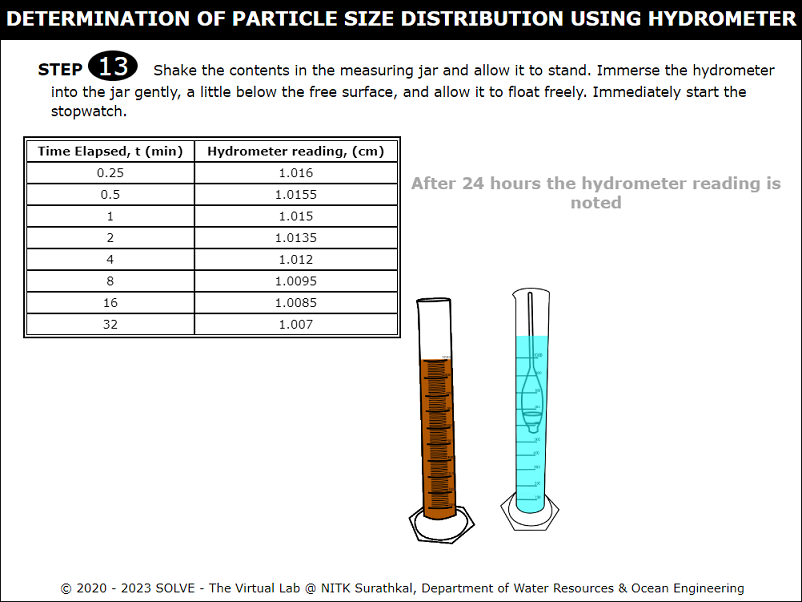 DETERMINATION OF PARTICLE SIZE DISTRIBUTION USING HYDROMETER
STEP 13 Shake the contents in the measuring jar and allow it to stand. Immerse the hydrometer
into the jar gently, a little below the free surface, and allow it to float freely. Immediately start the
stopwatch.
Time Elapsed, t (min) Hydrometer reading, (cm)
0.25 1.016
0.5 1.0155
1 1.015
2 1.0135
4 1.012
8 1.0095
16 1.0085
32 1.007
After 24 hours the hydrometer reading is
noted
© 2020 - 2023 SOLVE - The Virtual Lab @ NITK Surathkal, Department of Water Resources & Ocean Engineering